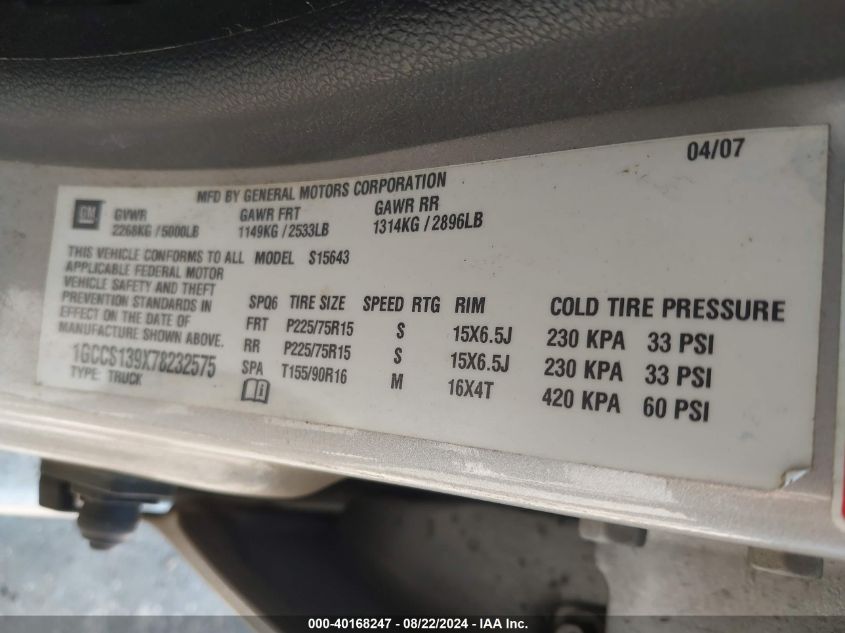 04/07
MFD BY GENERAL MOTORS CORPORATION
GM GVWR GAWR FRT GAWR RR
2268KG / 5000LB 1149KG / 2533LB 1314KG / 2896LB
THIS VEHICLE CONFORMS TO ALL MODEL S15643
APPLICABLE FEDERAL MOTOR
VEHICLE SAFETY AND THEFT
PREVENTION STANDARDS IN
EFFECT ON THE DATE OF
MANUFACTURE SHOWN ABOVE.
1GCCS139X78232575
TYPE: TRUCK
SPQ6 TIRE SIZE SPEED RTG RIM COLD TIRE PRESSURE
FRT P225/75R15 S 15X6.5J 230 KPA 33 PSI
RR P225/75R15 S 15X6.5J 230 KPA 33 PSI
SPA T155/90R16 M 16X4T 420 KPA 60 PSI
000-40168247 - 08/22/2024 - IAA Inc.